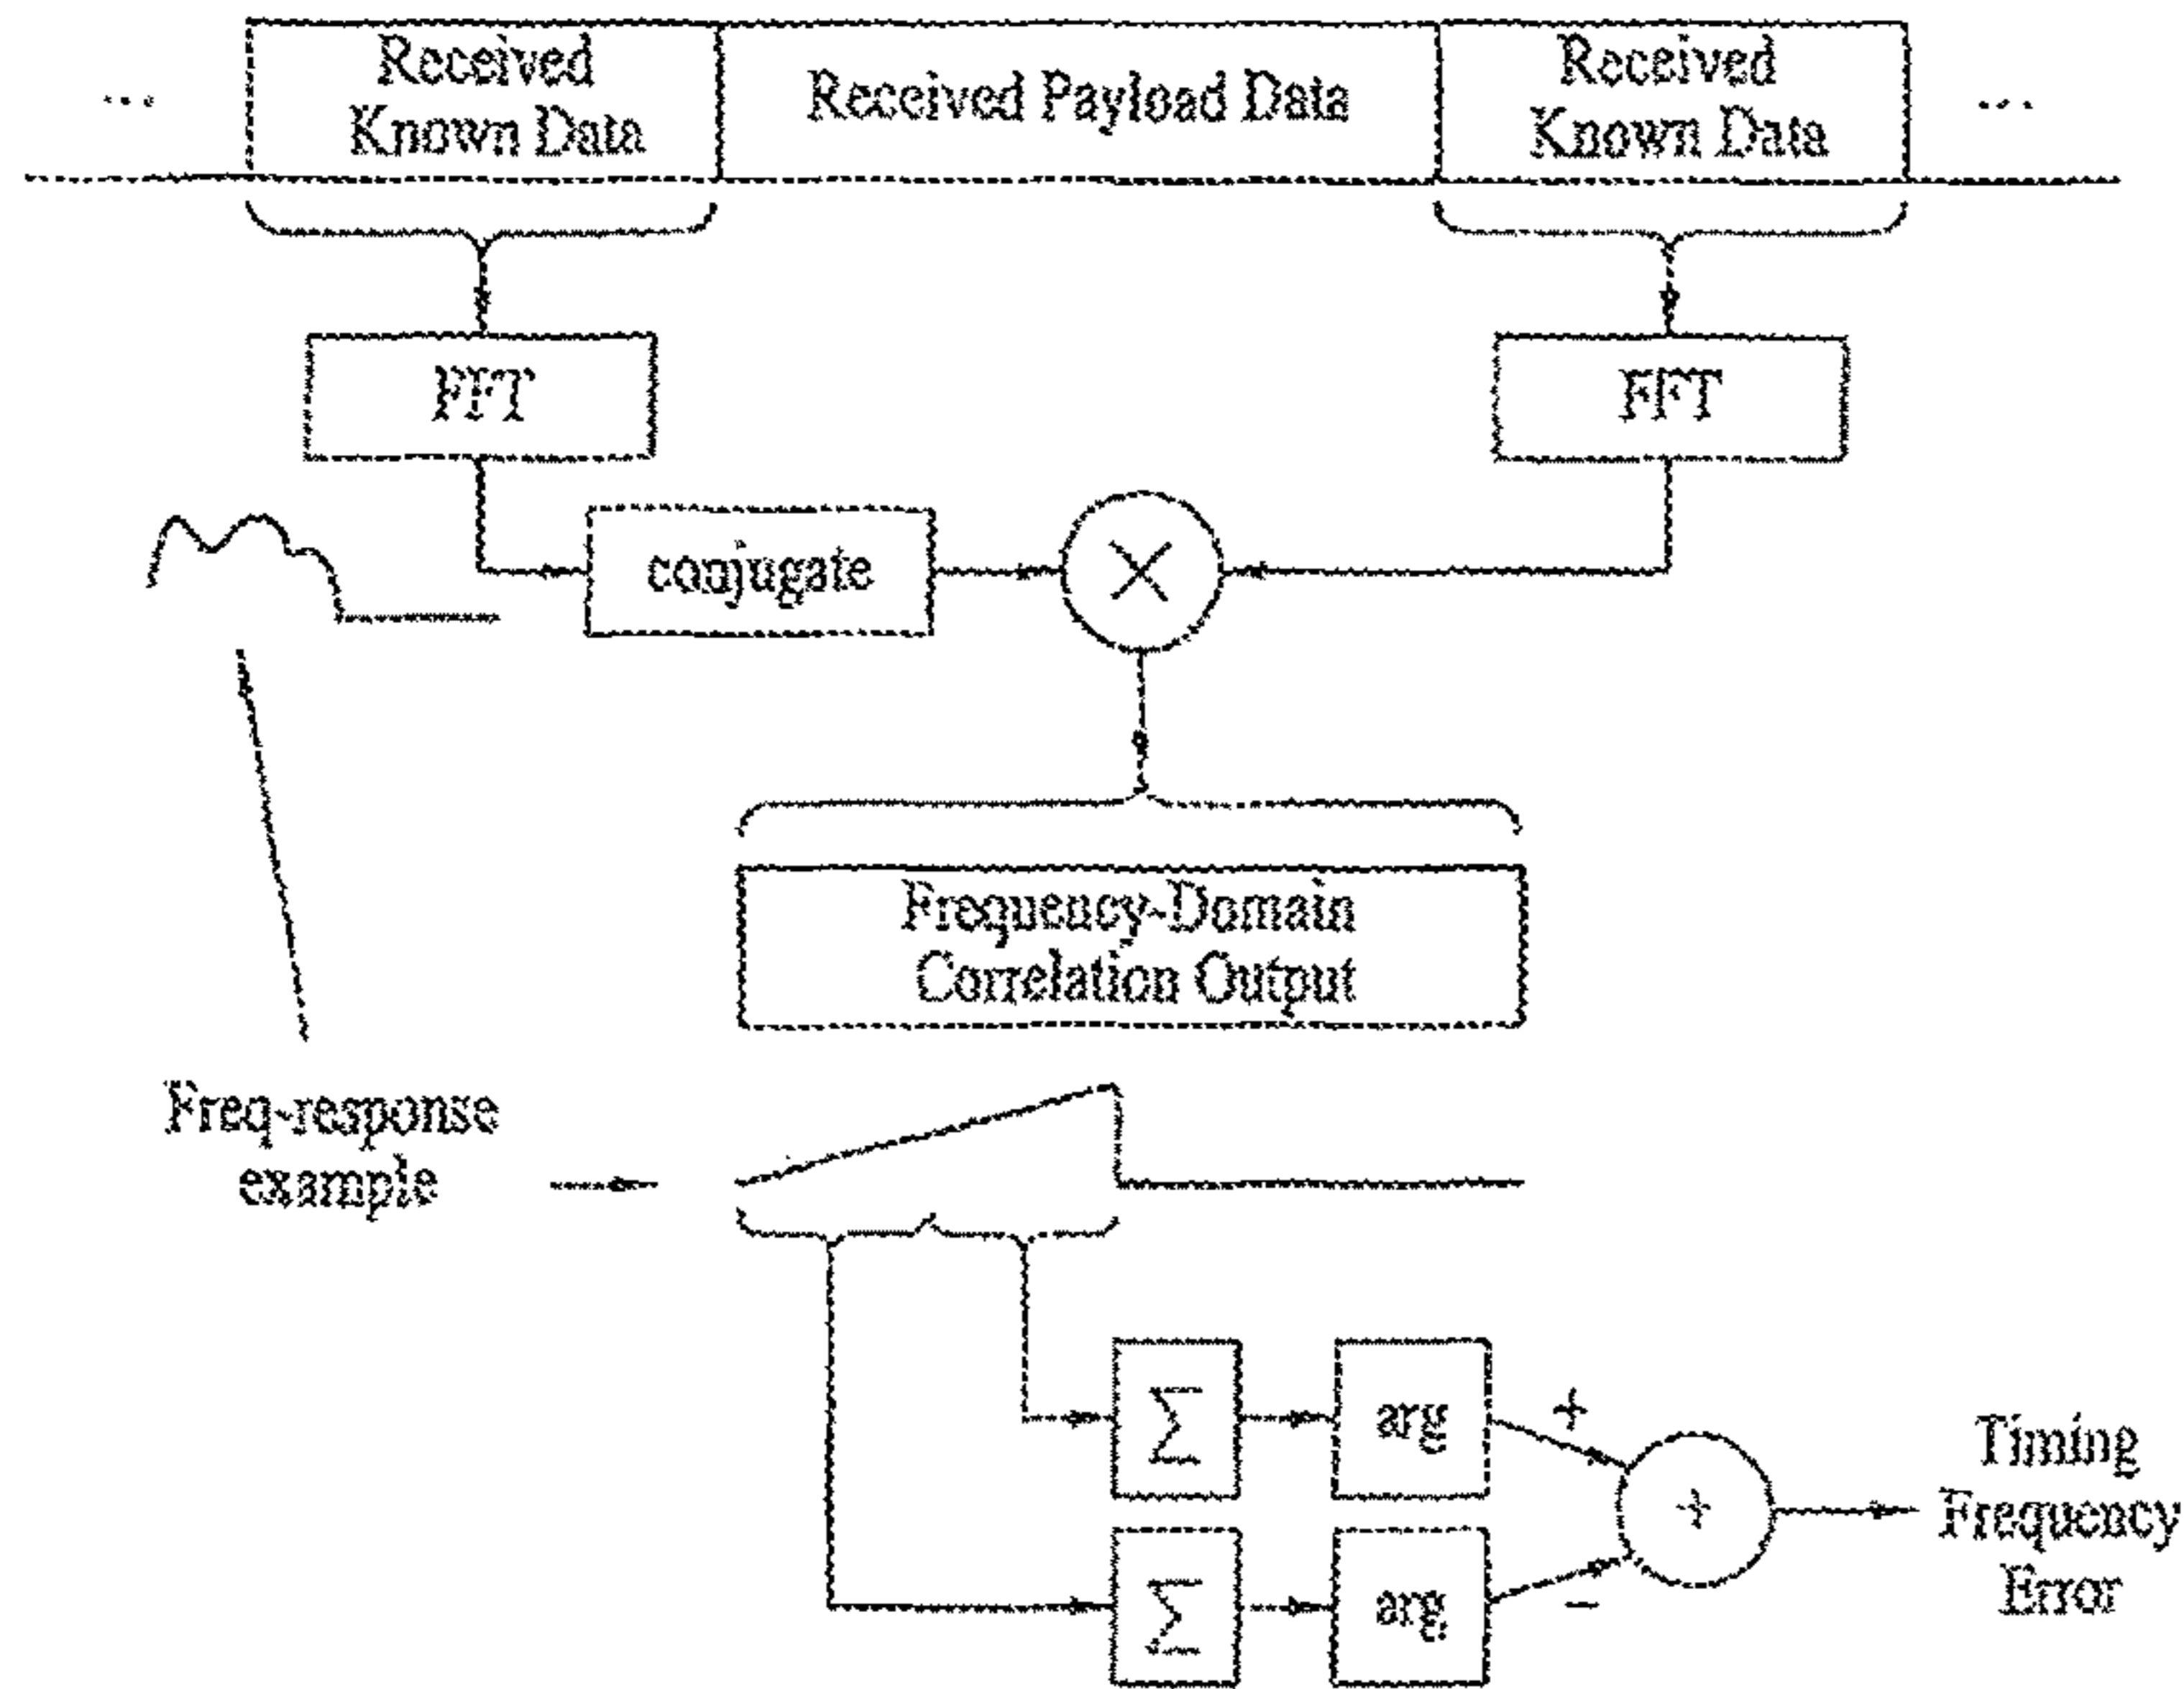 ...
Received
Known Data
Received Payload Data
Received
Known Data
...
FFT
FFT
conjugate
×
Frequency-Domain
Correlation Output
Freq-response
example
Σ
arg
+
Σ
arg
−
+
Timing
Frequency
Error